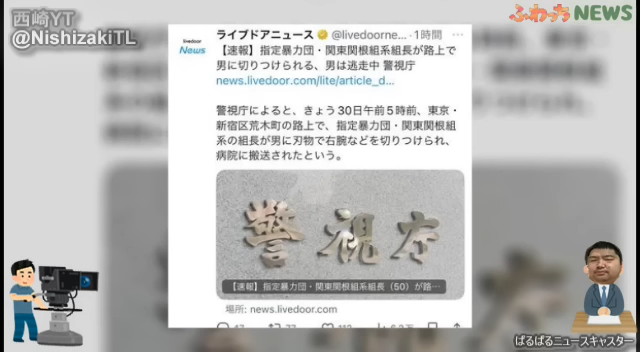 西崎YT
@NishizakiTL
ふわっちNEWS
livedoor
News
ライブドアニュース @livedoorne… ・1時間
【速報】指定暴力団・関東関根組系組長が路上で
男に切りつけられる、男は逃走中 警視庁
news.livedoor.com/lite/article_d...
警視庁によると、きょう30日午前5時前、東京・
新宿区荒木町の路上で、指定暴力団・関東関根組
系の組長が男に刃物で右腕などを切りつけられ、
病院に搬送されたという。
警視庁
【速報】指定暴力団・関東関根組系組長（50）が路…
場所: news.livedoor.com
ぱるぱるニュースキャスター